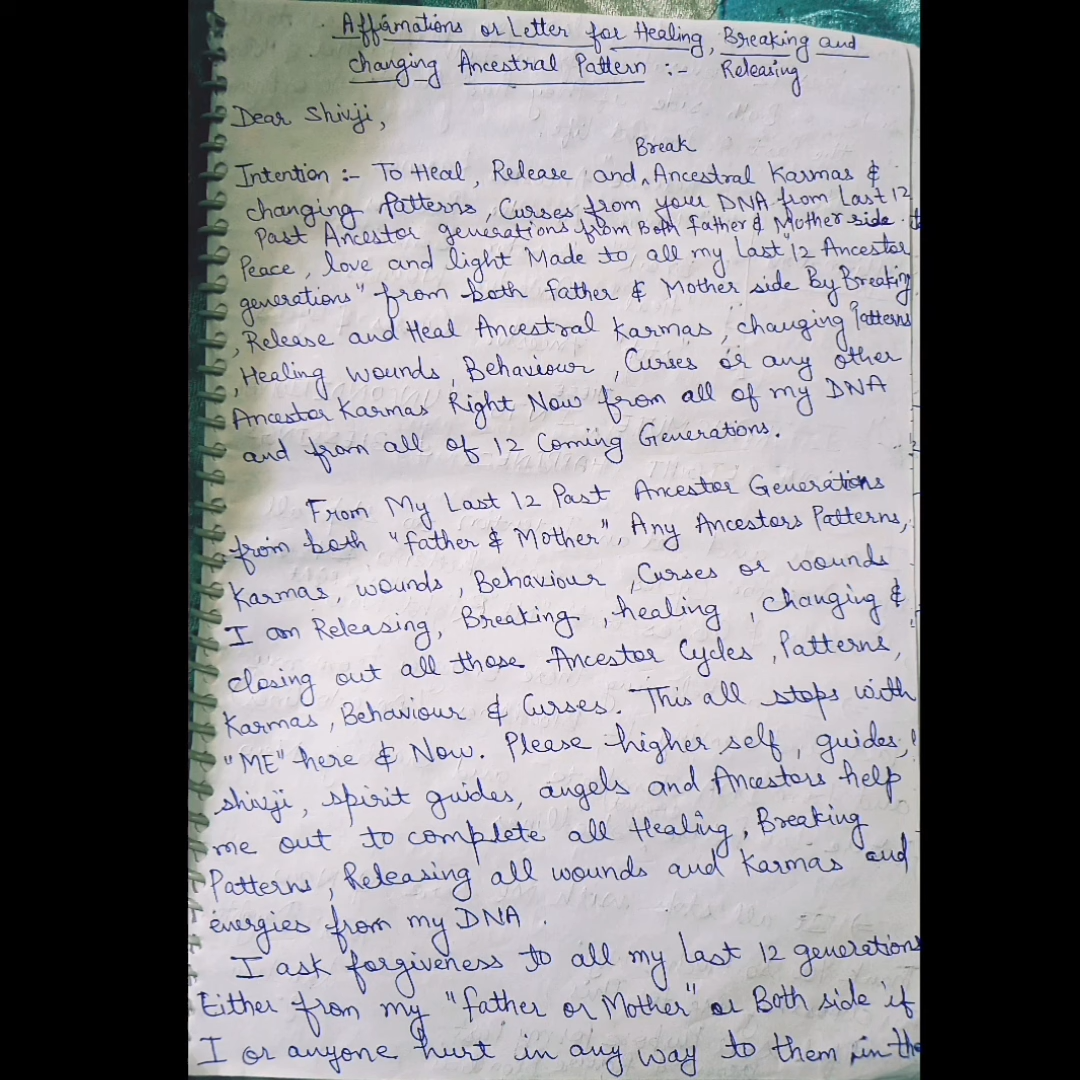 Affirmations or Letter for Healing, Breaking and
changing Ancestral Pattern :- Releasing
Dear Shivji,
Break
Intention :- To Heal, Release and Ancestral Karmas &
changing Patterns, Curses from your DNA from Last 12
Past Ancestor generations from Both Father & Mother side.
Peace, love and light Made to all my Last "12 Ancestor
generations" from both father & Mother side By Breaking
, Release and Heal Ancestral Karmas, changing Patterns
, Healing wounds, Behaviour, Curses or any other
Ancestor Karmas Right Now from all of my DNA
and from all of 12 Coming Generations.
From My Last 12 Past Ancestor Generations
from both "father & Mother", Any Ancestors Patterns,
Karmas, wounds, Behaviour, Curses or wounds
I am Releasing, Breaking, healing, changing &
closing out all those Ancestor Cycles, Patterns,
Karmas, Behaviour & Curses. This all stops with
"ME" here & Now. Please higher self, guides,
shivji, spirit guides, angels and Ancestors help
me out to complete all Healing, Breaking
Patterns, Releasing all wounds and Karmas and
energies from my DNA.
I ask forgiveness to all my last 12 generations
Either from my "father or Mother" or Both side if
I or anyone hurt in any way to them in the